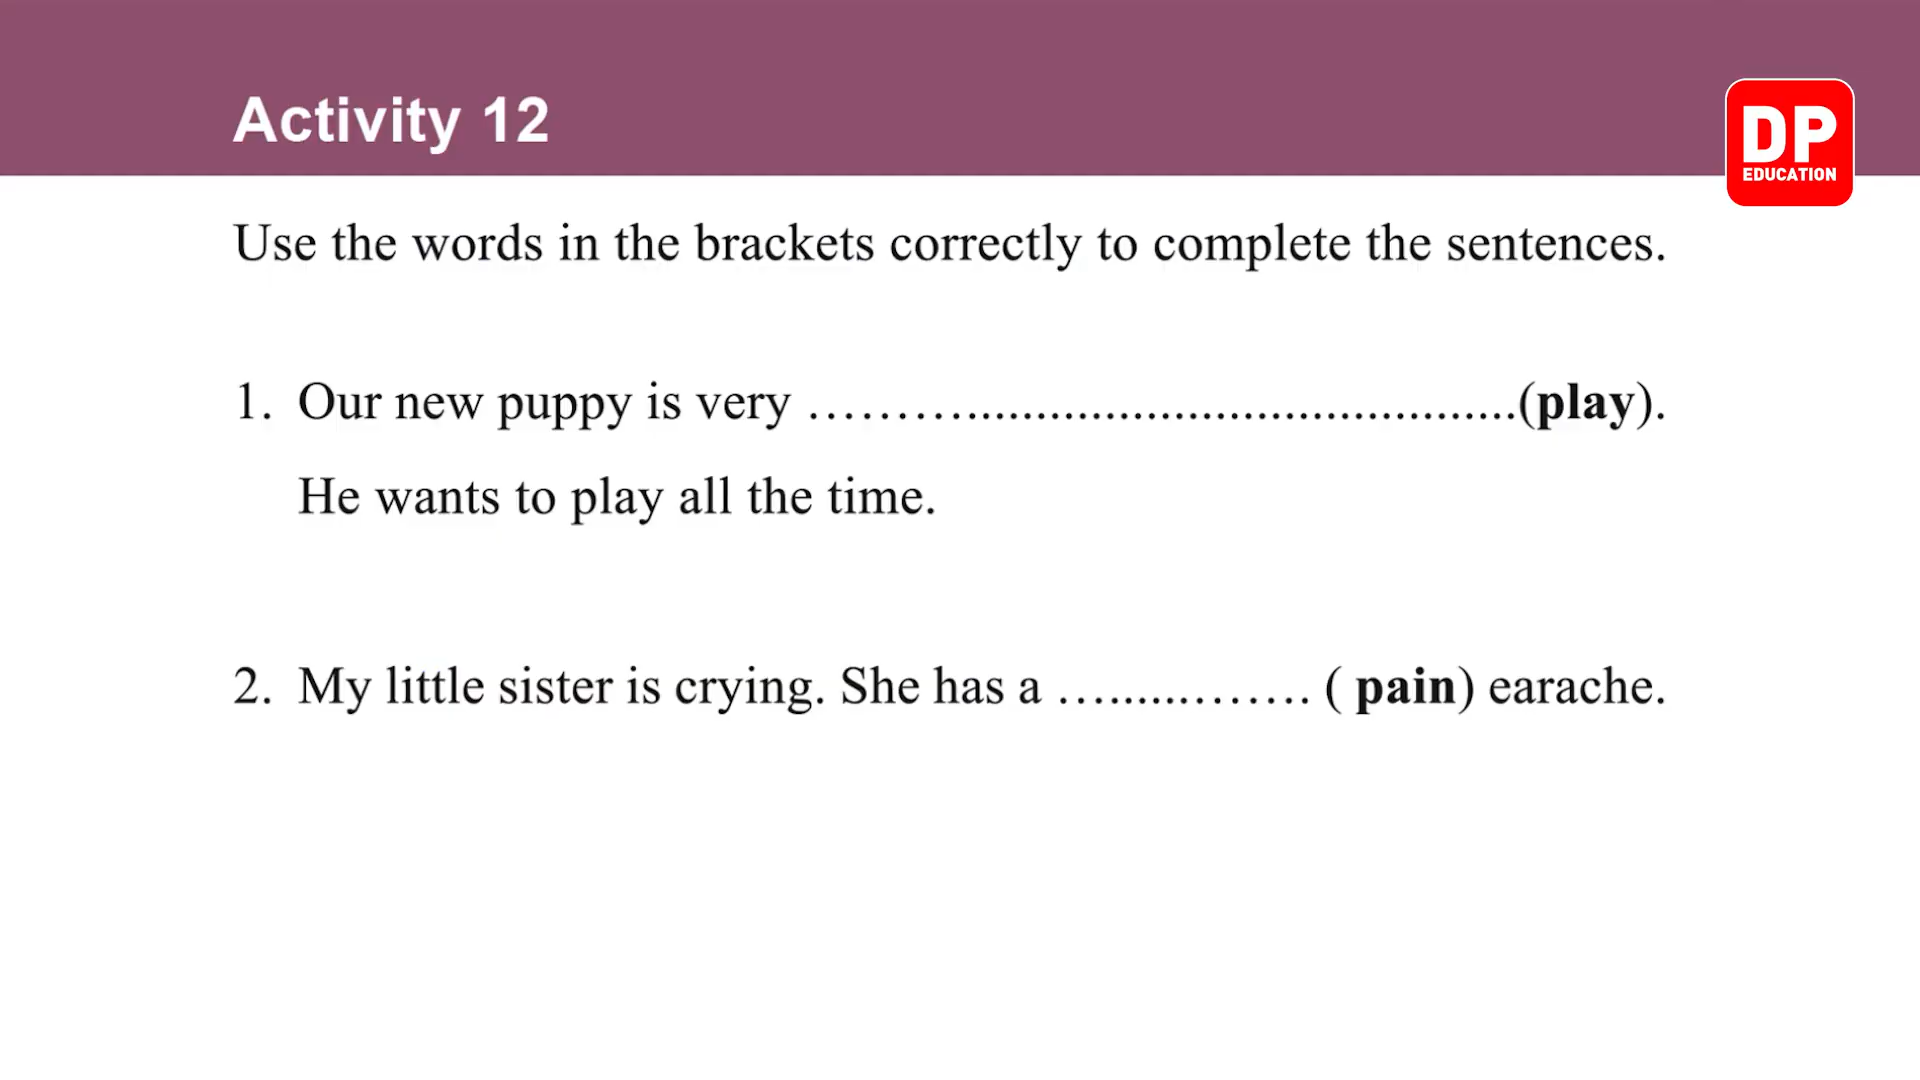 Activity 12
DP
EDUCATION
Use the words in the brackets correctly to complete the sentences.
1. Our new puppy is very ………........................................(play).
He wants to play all the time.
2. My little sister is crying. She has a …......……. ( pain) earache.